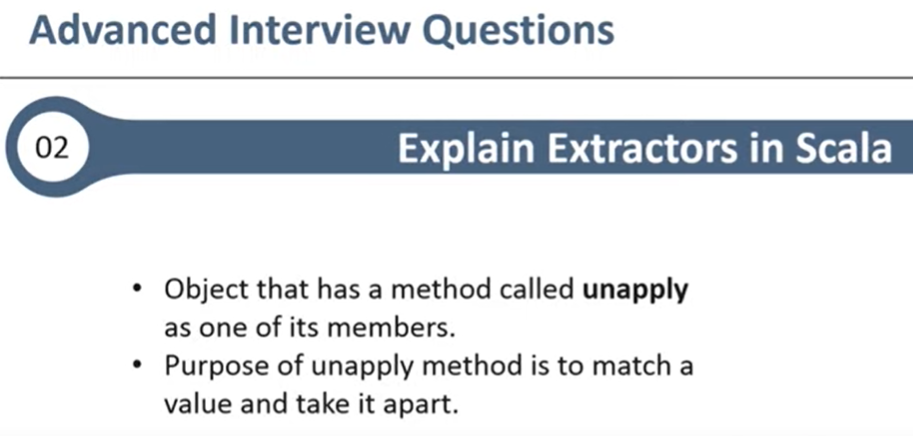 Advanced Interview Questions
02
Explain Extractors in Scala
• Object that has a method called unapply
as one of its members.
• Purpose of unapply method is to match a
value and take it apart.